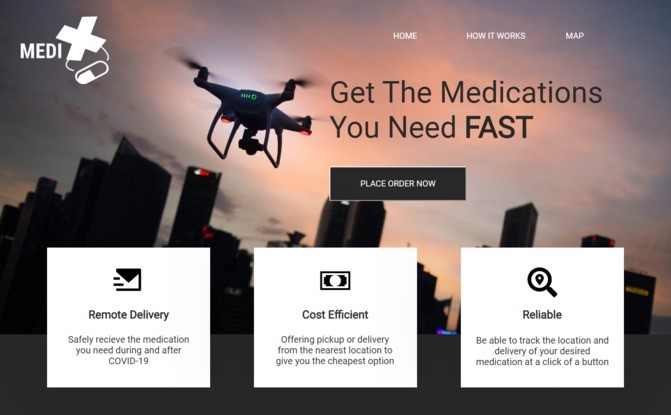 MEDI
HOME
HOW IT WORKS
MAP
Get The Medications
You Need FAST
PLACE ORDER NOW
Remote Delivery
Safely recieve the medication
you need during and after
COVID-19
Cost Efficient
Offering pickup or delivery
from the nearest location to
give you the cheapest option
Reliable
Be able to track the location and
delivery of your desired
medication at a click of a button